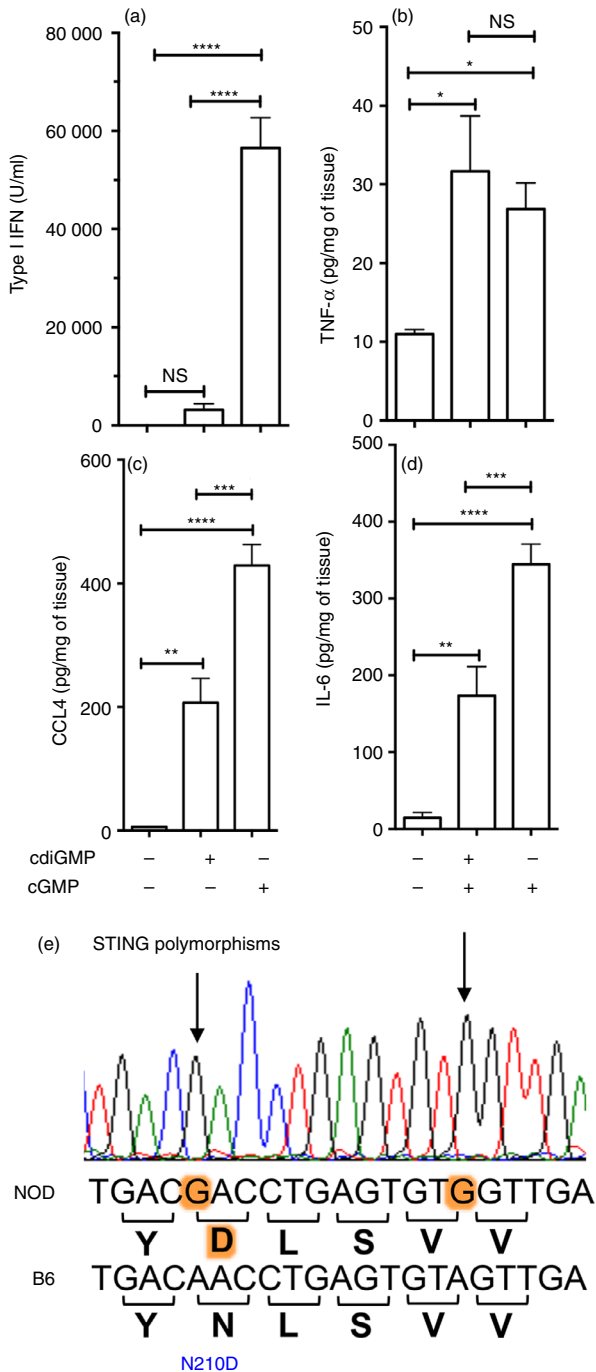 (a)
****
****
NS
80 000
60 000
40 000
20 000
0
Type I IFN (U/ml)
(b)
NS
*
*
50
40
30
20
10
0
TNF-α (pg/mg of tissue)
(c)
***
****
**
600
400
200
0
CCL4 (pg/mg of tissue)
(d)
***
****
**
500
400
300
200
100
0
IL-6 (pg/mg of tissue)
cdiGMP – + – – + –
cGMP – – + – + +
(e) STING polymorphisms
NOD TGACGACCTGAGTGTGGTTGA
Y D L S V V
B6 TGACAACCTGAGTGTAGTTGA
Y N L S V V
N210D